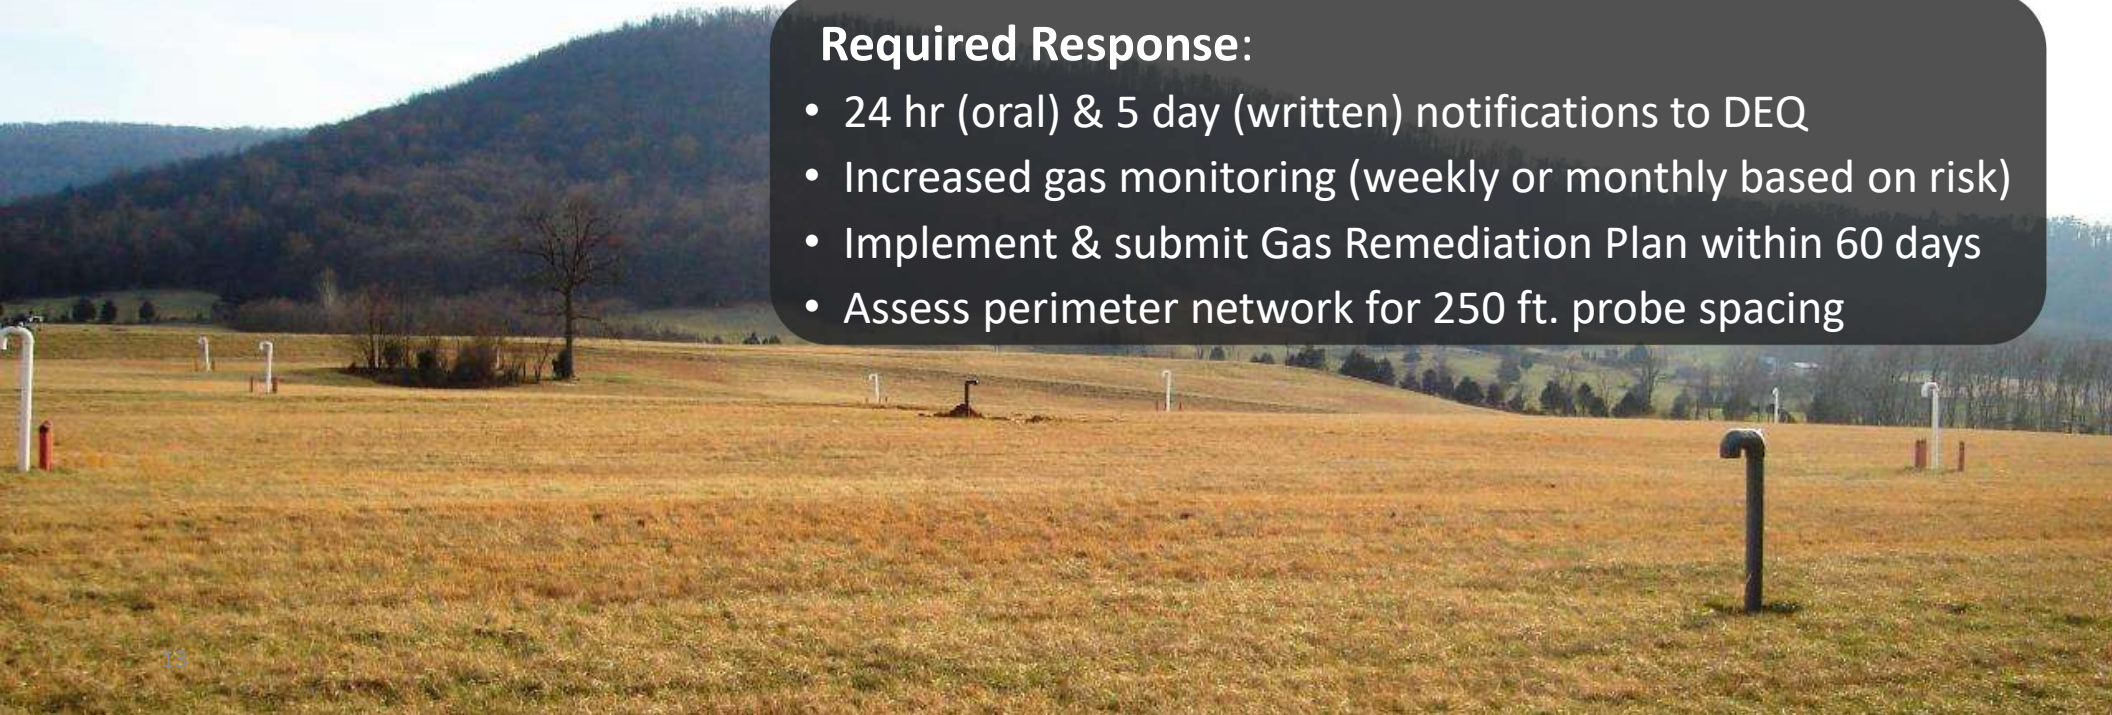 Required Response:
• 24 hr (oral) & 5 day (written) notifications to DEQ
• Increased gas monitoring (weekly or monthly based on risk)
• Implement & submit Gas Remediation Plan within 60 days
• Assess perimeter network for 250 ft. probe spacing
13